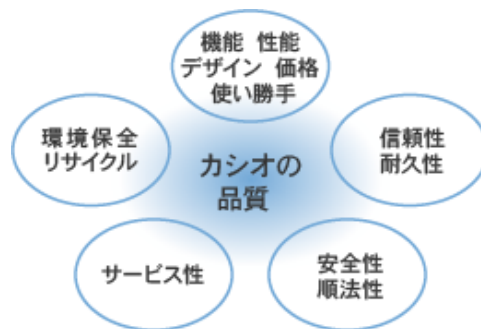 機能 性能
デザイン 価格
使い勝手
環境保全
リサイクル
信頼性
耐久性
カシオの
品質
サービス性
安全性
順法性